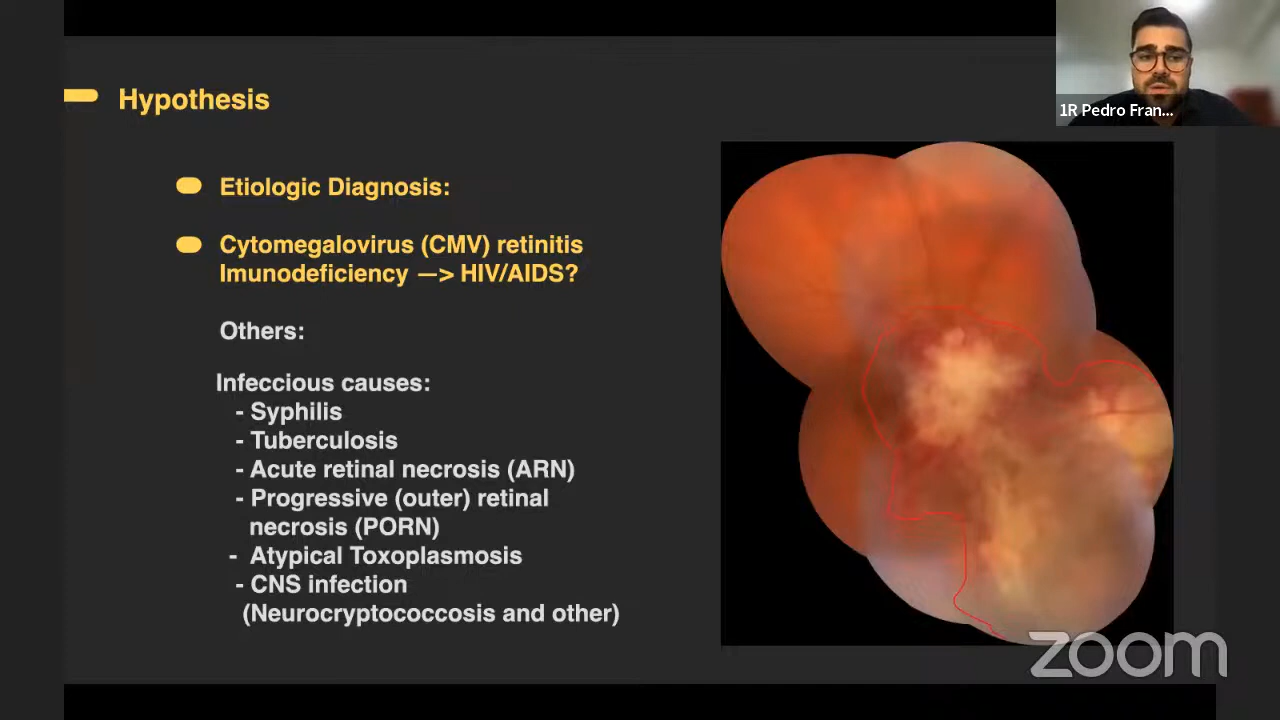 Hypothesis
Etiologic Diagnosis:
Cytomegalovirus (CMV) retinitis
Imunodeficiency —> HIV/AIDS?
Others:
Infeccious causes:
- Syphilis
- Tuberculosis
- Acute retinal necrosis (ARN)
- Progressive (outer) retinal
necrosis (PORN)
- Atypical Toxoplasmosis
- CNS infection
(Neurocryptococcosis and other)
1R Pedro Fran...
zoom